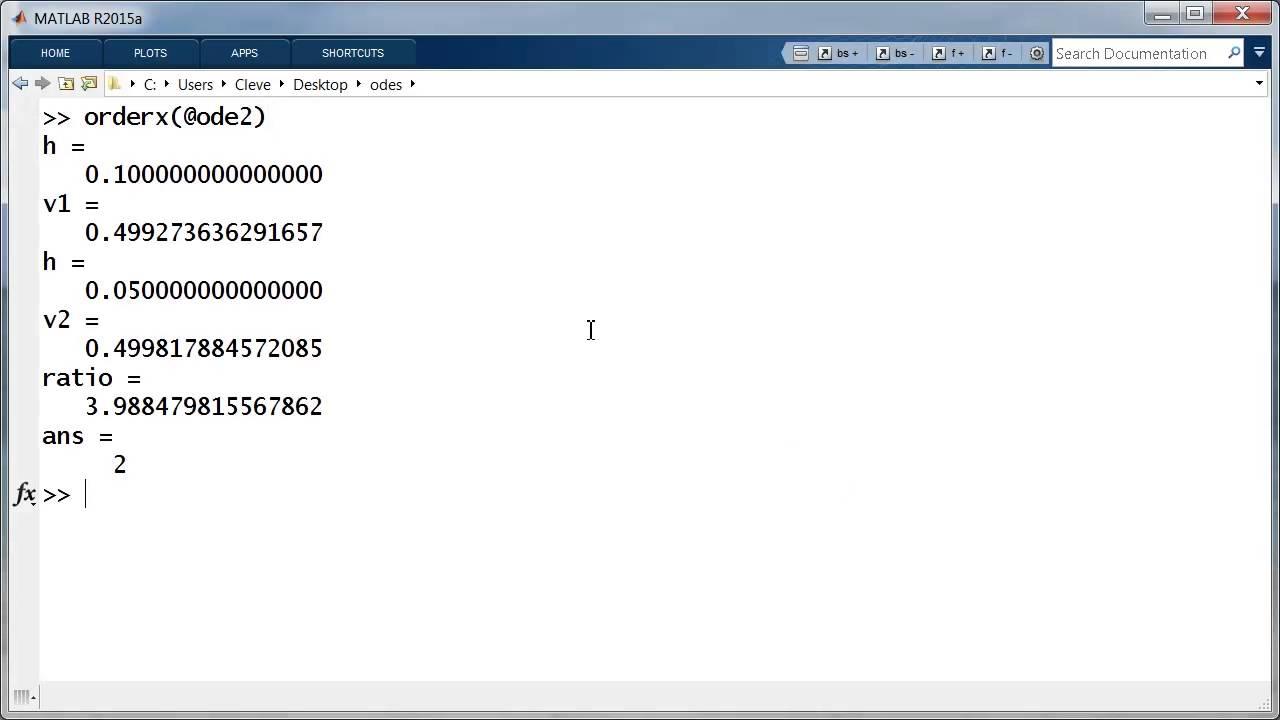 MATLAB R2015a
HOME PLOTS APPS SHORTCUTS bs + bs - f + f - Search Documentation
C: Users Cleve Desktop odes
>> orderx(@ode2)
h =
0.100000000000000
v1 =
0.499273636291657
h =
0.050000000000000
v2 =
0.499817884572085
ratio =
3.988479815567862
ans =
2
fx >>